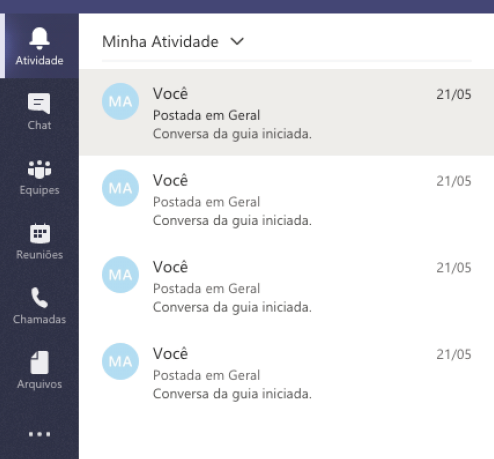 Atividade
Chat
Equipes
Reuniões
Chamadas
Arquivos
Minha Atividade
MA
Você
21/05
Postada em Geral
Conversa da guia iniciada.
MA
Você
21/05
Postada em Geral
Conversa da guia iniciada.
MA
Você
21/05
Postada em Geral
Conversa da guia iniciada.
MA
Você
21/05
Postada em Geral
Conversa da guia iniciada.